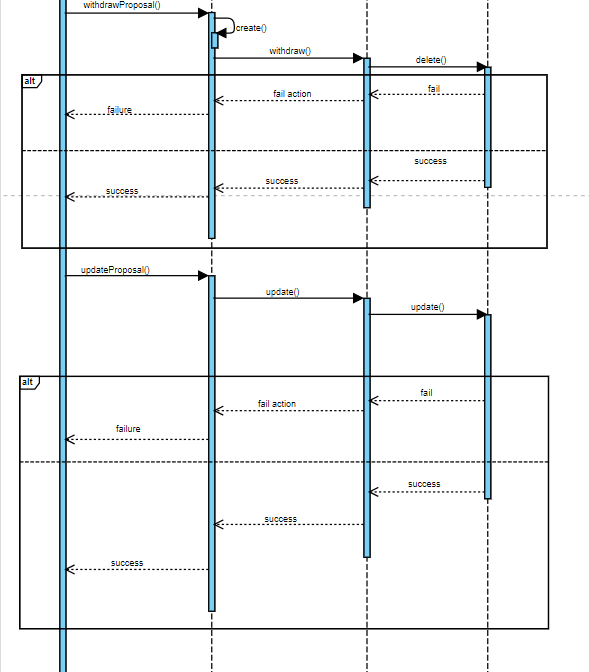 withdrawProposal()
create()
withdraw()
delete()
alt
fail
fail action
failure
success
success
success
updateProposal()
update()
update()
alt
fail
fail action
failure
success
success
success